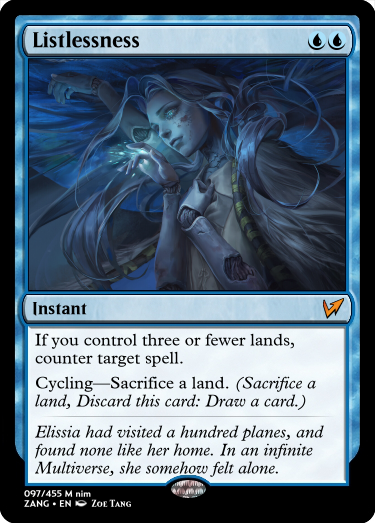 Listlessness
Instant
If you control three or fewer lands,
counter target spell.
Cycling—Sacrifice a land. (Sacrifice a
land, Discard this card: Draw a card.)
Elissia had visited a hundred planes, and
found none like her home. In an infinite
Multiverse, she somehow felt alone.
097/455 M nim
ZANG • EN Zoe Tang